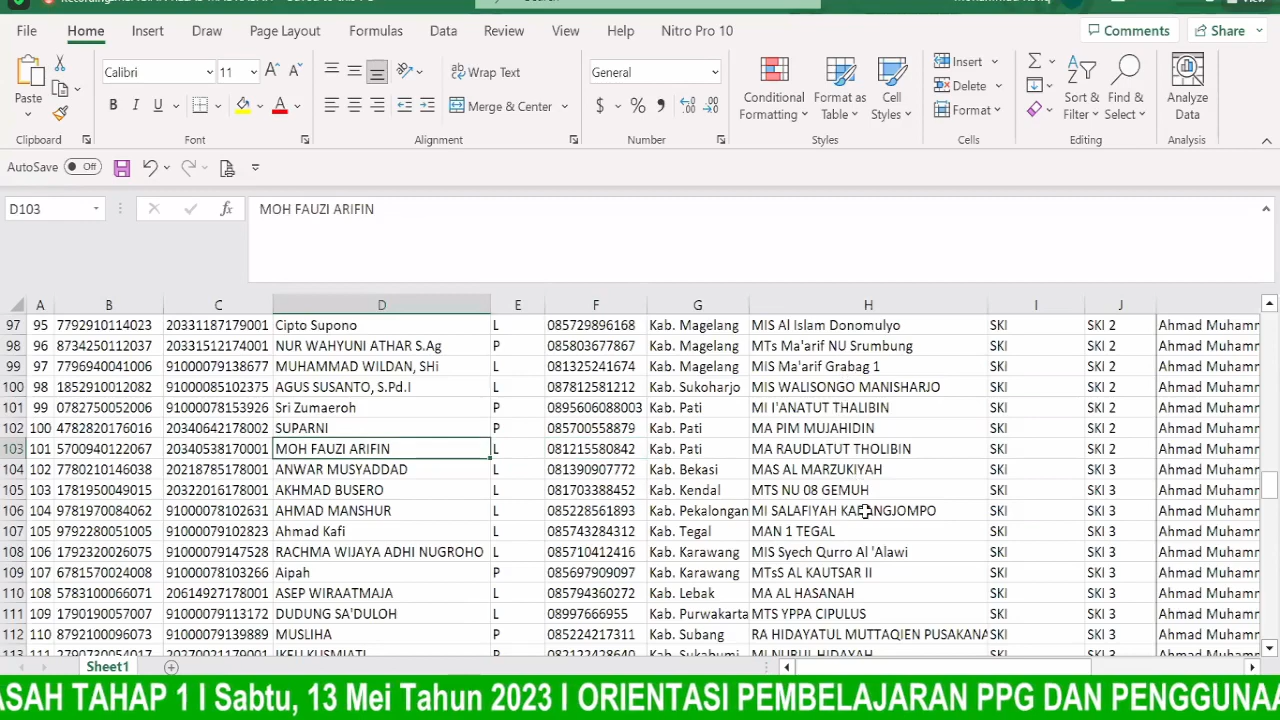 File Home Insert Draw Page Layout Formulas Data Review View Help Nitro Pro 10 Comments Share
Paste Calibri 11 Wrap Text General Conditional Formatting Format as Table Cell Styles Insert Sort & Filter Find & Select Analyze Data
B I U Merge & Center $ % Delete
Format
Clipboard Font Alignment Number Styles Cells Editing Analysis
AutoSave Off
D103 fx MOH FAUZI ARIFIN
A B C D E F G H I J
97 95 7792910114023 20331187179001 Cipto Supono L 085729896168 Kab. Magelang MIS Al Islam Donomulyo SKI SKI 2 Ahmad Muhamm
98 96 8734250112037 20331512174001 NUR WAHYUNI ATHAR S.Ag P 085803677867 Kab. Magelang MTs Ma'arif NU Srumbung SKI SKI 2 Ahmad Muhamm
99 97 7796940041006 91000079138677 MUHAMMAD WILDAN, SHi L 081325241674 Kab. Magelang MIS Ma'arif Grabag 1 SKI SKI 2 Ahmad Muhamm
100 98 1852910012082 91000085102375 AGUS SUSANTO, S.Pd.I L 087812581212 Kab. Sukoharjo MIS WALISONGO MANISHARJO SKI SKI 2 Ahmad Muhamm
101 99 0782750052006 91000078153926 Sri Zumaeroh P 0895606088003 Kab. Pati MI I'ANATUT THALIBIN SKI SKI 2 Ahmad Muhamm
102 100 4782820176016 20340642178002 SUPARNI P 085700558879 Kab. Pati MA PIM MUJAHIDIN SKI SKI 2 Ahmad Muhamm
103 101 5700940122067 20340538170001 MOH FAUZI ARIFIN L 081215580842 Kab. Pati MA RAUDLATUT THOLIBIN SKI SKI 2 Ahmad Muhamm
104 102 7780210146038 20218785178001 ANWAR MUSYADDAD L 081390907772 Kab. Bekasi MAS AL MARZUKIYAH SKI SKI 3 Ahmad Muhamm
105 103 1781950049015 20322016178001 AKHMAD BUSERO L 081703388452 Kab. Kendal MTS NU 08 GEMUH SKI SKI 3 Ahmad Muhamm
106 104 9781970046004 91000078102631 AHMAD MANSHUR L 085228561893 Kab. Pekalongan MI SALAFIYAH SKI SKI 3 Ahmad Muhamm
107 105 9792280051005 91000079103043 Ahmad Kafi L 085743284312 Kab. Tegal MAN 1 TEGAL SKI SKI 3 Ahmad Muhamm
108 106 1792320026075 91000079147528 RACHMA WIJAYA ADHI NUGROHO L 085710412416 Kab. Karawang MIS Syech Qurro Al 'Alawi SKI SKI 3 Ahmad Muhamm
109 107 6781570024008 91000078103266 Aipah P 085697909097 Kab. Karawang MTsS AL KAUTSAR II SKI SKI 3 Ahmad Muhamm
110 108 5783100066071 20614927178001 ASEP WIRAATMAJA L 085794360272 Kab. Lebak MA AL HASANAH SKI SKI 3 Ahmad Muhamm
111 109 1790190057007 91000079113172 DUDUNG SA'DULOH L 08997666955 Kab. Purwakarta MTS YPPA CIPULUS SKI SKI 3 Ahmad Muhamm
112 110 8792100096073 91000079139889 MUSLIHA P 085224217311 Kab. Subang RA HIDAYATUL MUTTAQIEN PUSAKANA SKI SKI 3 Ahmad Muhamm
Sheet1
ASAH TAHAP 1 I Sabtu, 13 Mei Tahun 2023 I ORIENTASI PEMBELAJARAN PPG DAN PENGGUNAA